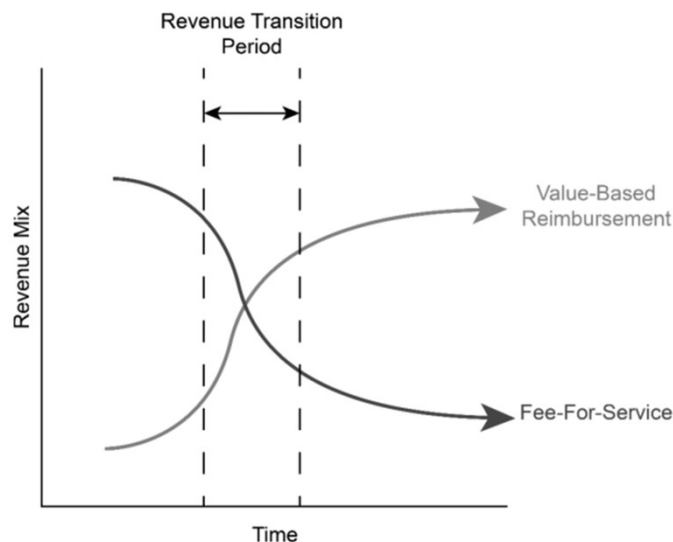 Revenue Transition
Period
Revenue Mix
Value-Based
Reimbursement
Fee-For-Service
Time